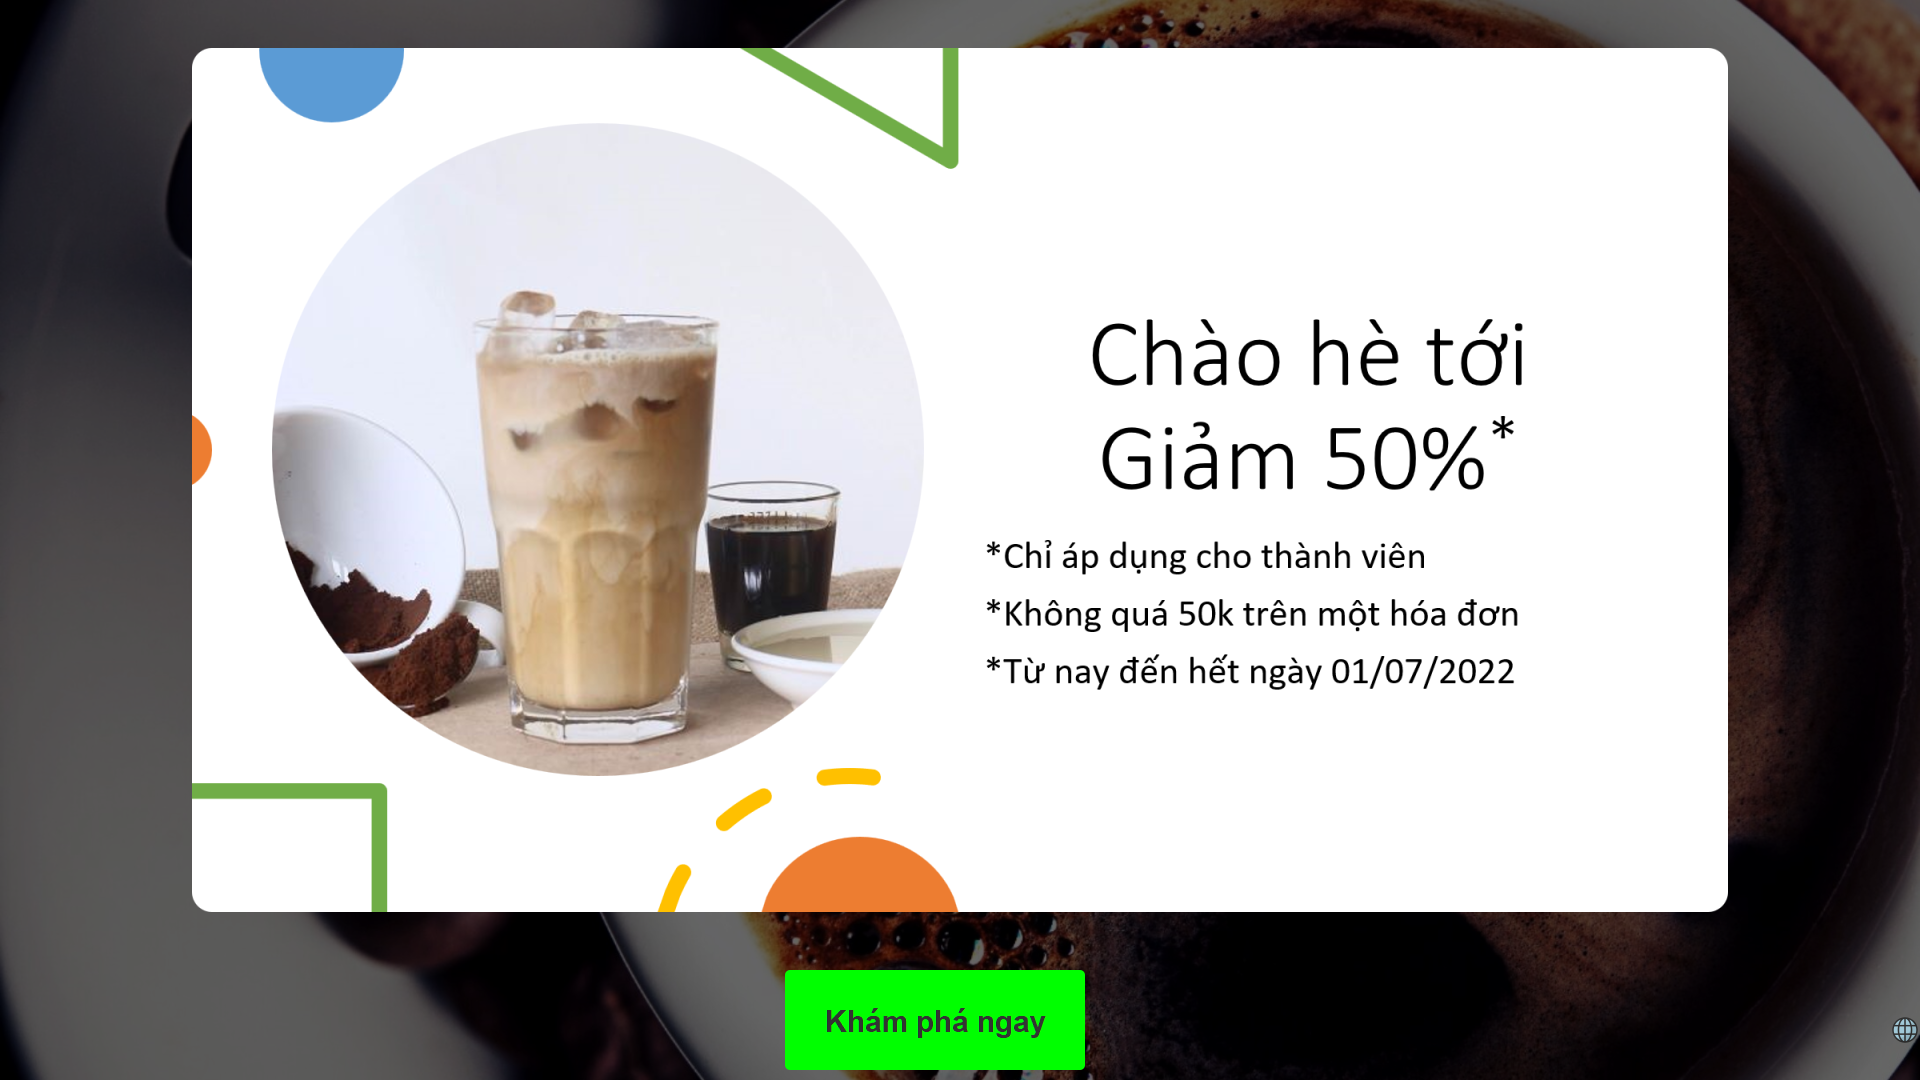 Chào hè tới
Giảm 50%*
*Chỉ áp dụng cho thành viên
*Không quá 50k trên một hóa đơn
*Từ nay đến hết ngày 01/07/2022
Khám phá ngay